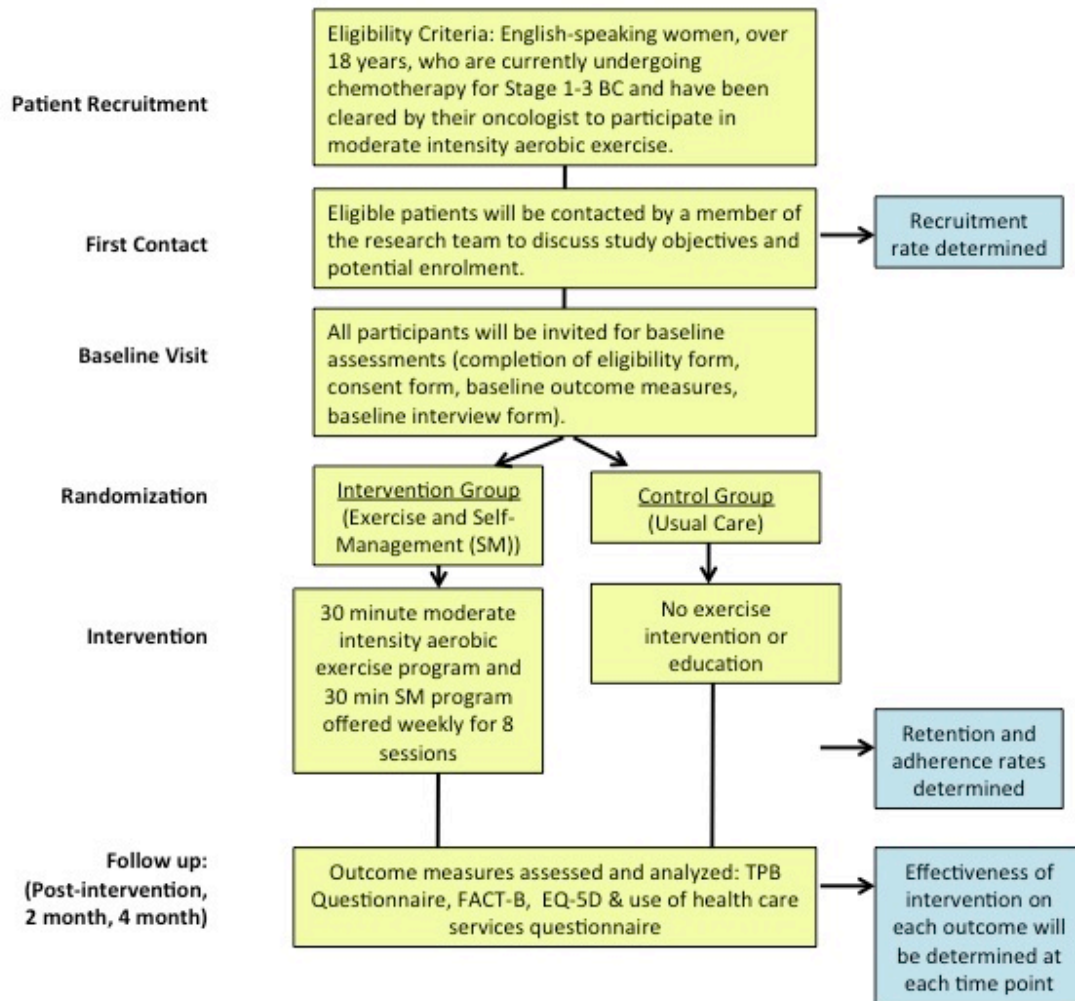 Eligibility Criteria: English-speaking women, over
18 years, who are currently undergoing
chemotherapy for Stage 1-3 BC and have been
cleared by their oncologist to participate in
moderate intensity aerobic exercise.
Patient Recruitment
Eligible patients will be contacted by a member of
the research team to discuss study objectives and
potential enrolment.
First Contact
Recruitment
rate determined
All participants will be invited for baseline
assessments (completion of eligibility form,
consent form, baseline outcome measures,
baseline interview form).
Baseline Visit
Randomization
Intervention Group
(Exercise and Self-
Management (SM))
Control Group
(Usual Care)
Intervention
30 minute moderate
intensity aerobic
exercise program and
30 min SM program
offered weekly for 8
sessions
No exercise
intervention or
education
Retention and
adherence rates
determined
Follow up:
(Post-intervention,
2 month, 4 month)
Outcome measures assessed and analyzed: TPB
Questionnaire, FACT-B, EQ-5D & use of health care
services questionnaire
Effectiveness of
intervention on
each outcome will
be determined at
each time point